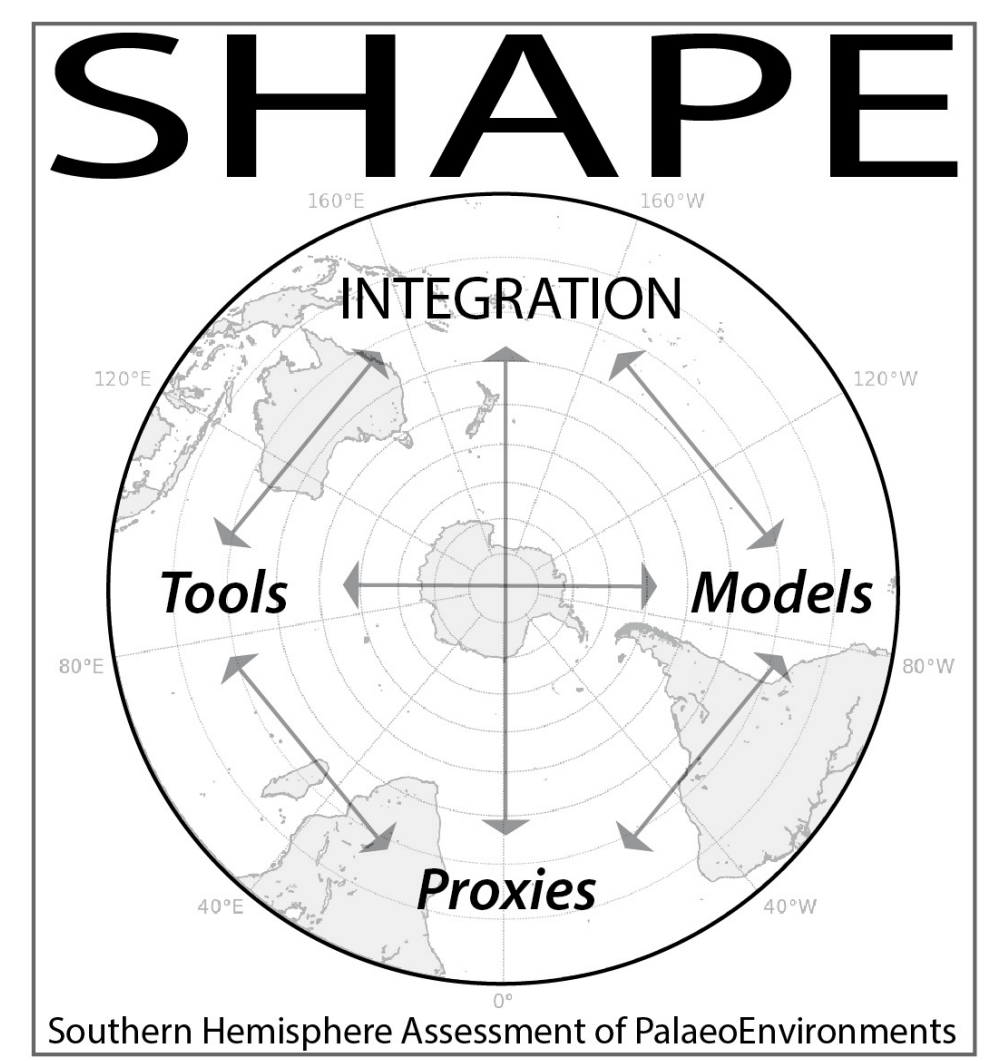 SHAPE
160°E 160°W
INTEGRATION
120°E 120°W
Tools Models
80°E 80°W
Proxies
40°E 40°W
0°
Southern Hemisphere Assessment of PalaeoEnvironments